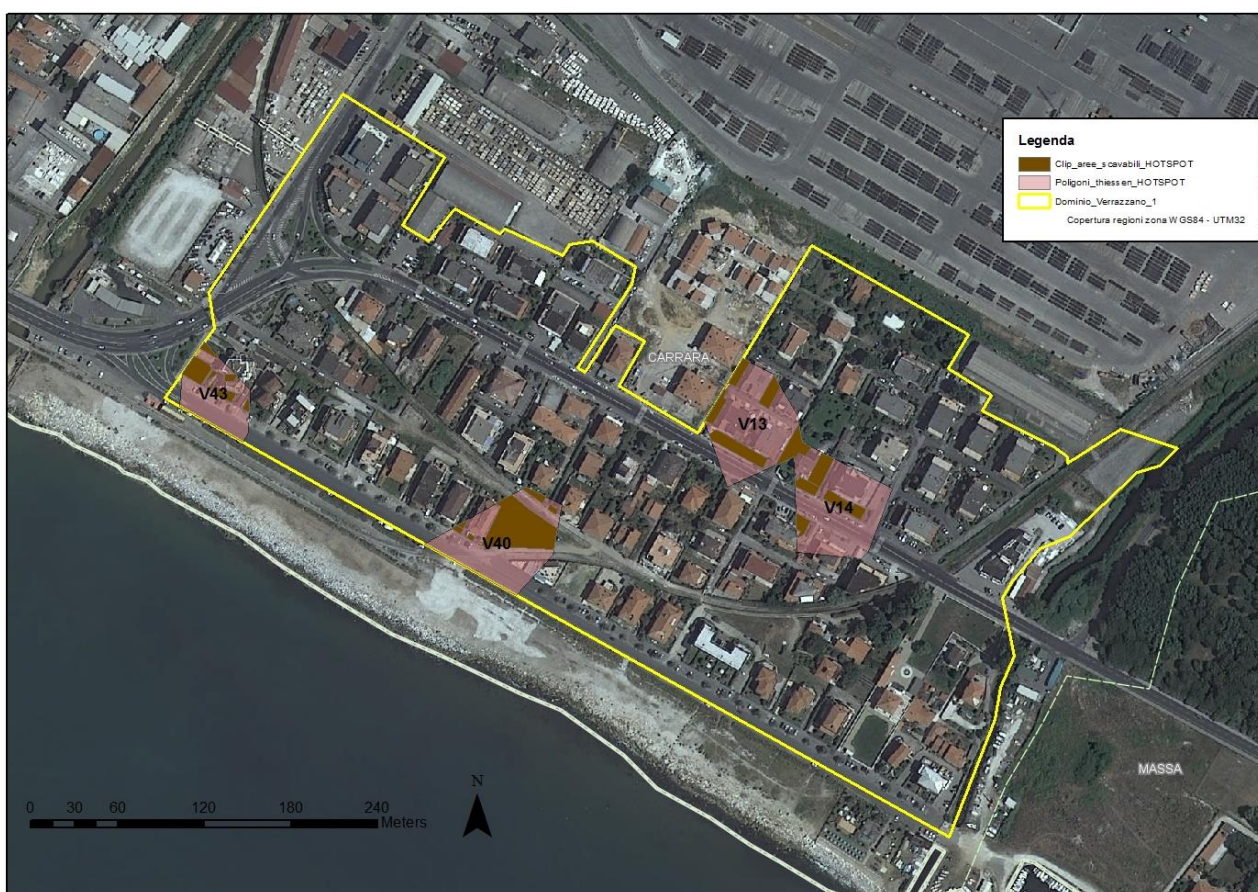 Legenda
Clip_aree_scavabili_HOTSPOT
Poligoni_thiessen_HOTSPOT
Dominio_Verrazzano_1
Copertura regioni zona WGS84 - UTM32
CARRARA
V43
V13
V14
V40
MASSA
N
0 30 60 120 180 240
Meters